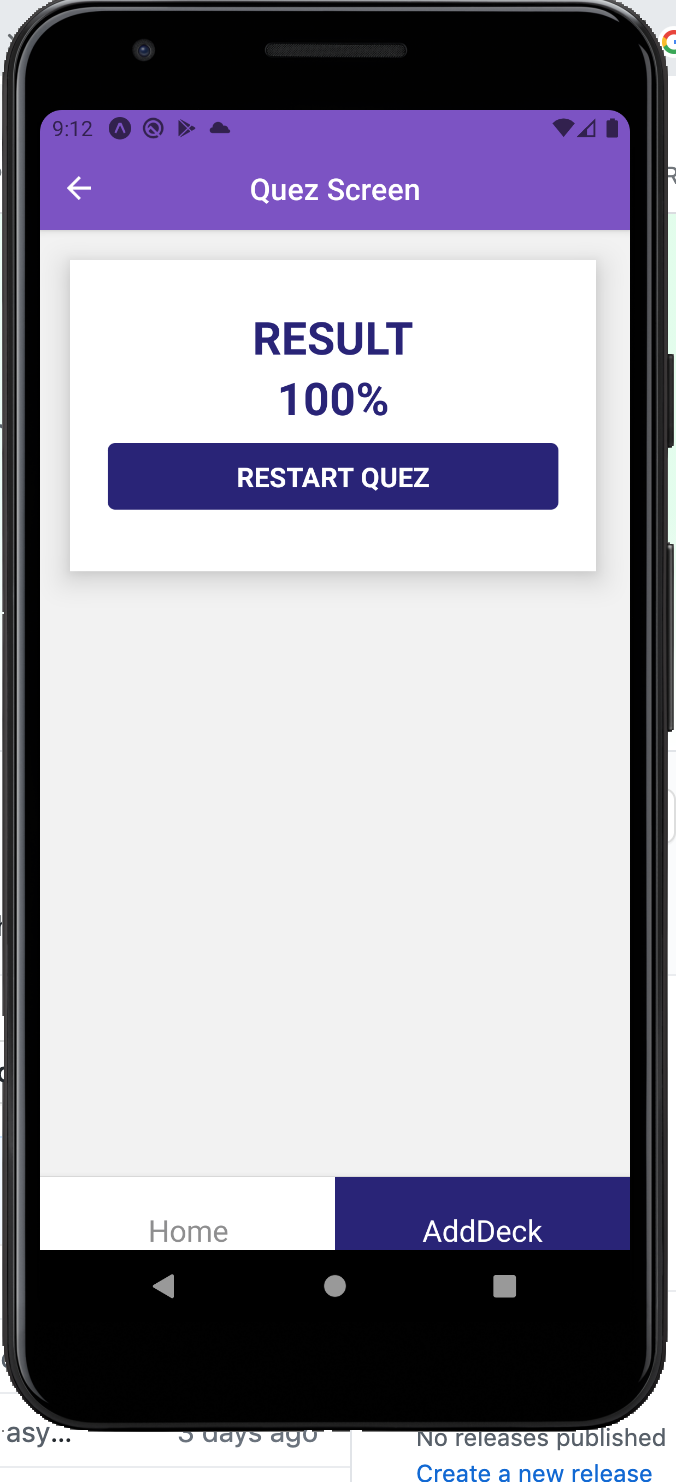 9:12
Quez Screen
RESULT
100%
RESTART QUEZ
Home
AddDeck
asy...
3 days ago
No releases published
Create a new release